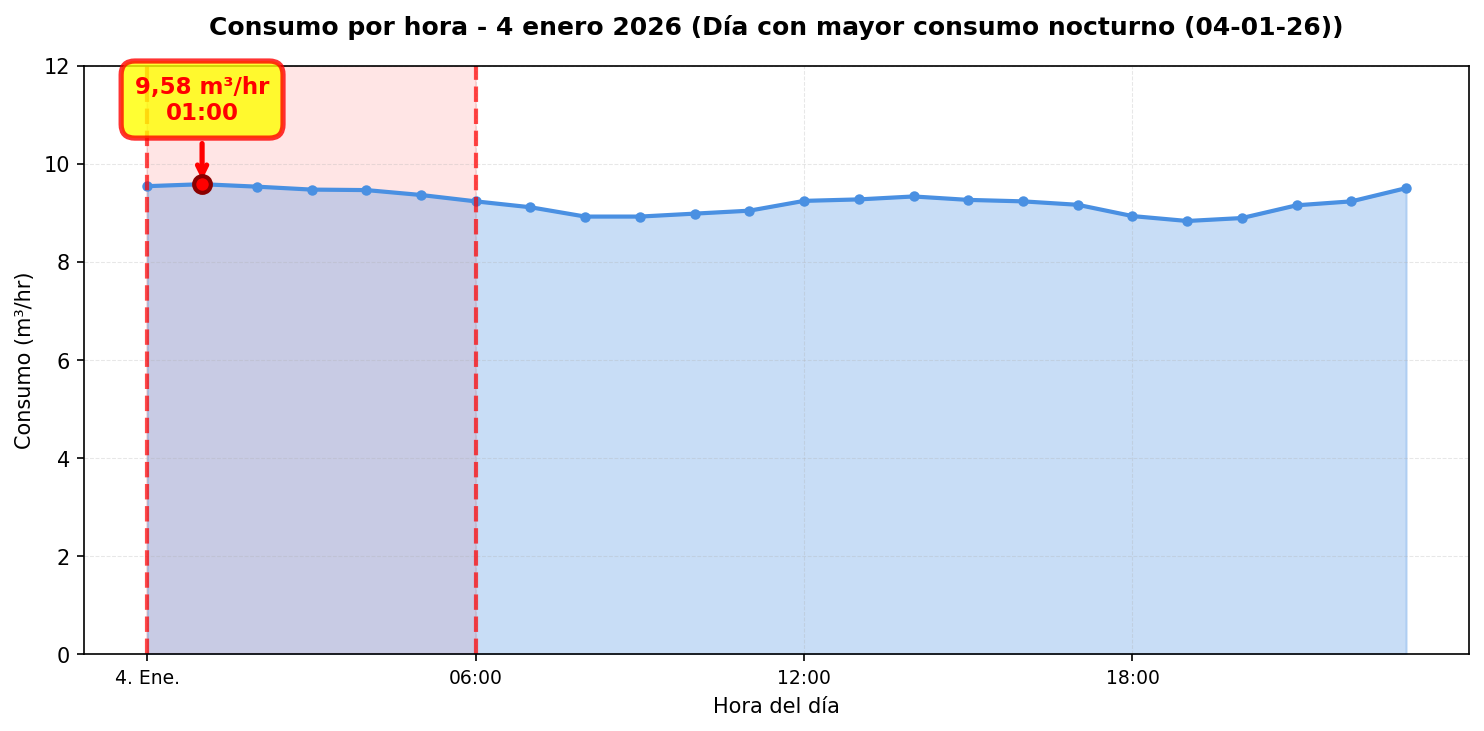 Consumo por hora - 4 enero 2026 (Día con mayor consumo nocturno (04-01-26))
9,58 m³/hr
01:00
Consumo (m³/hr)
12
10
8
6
4
2
0
4. Ene.
06:00
12:00
18:00
Hora del día